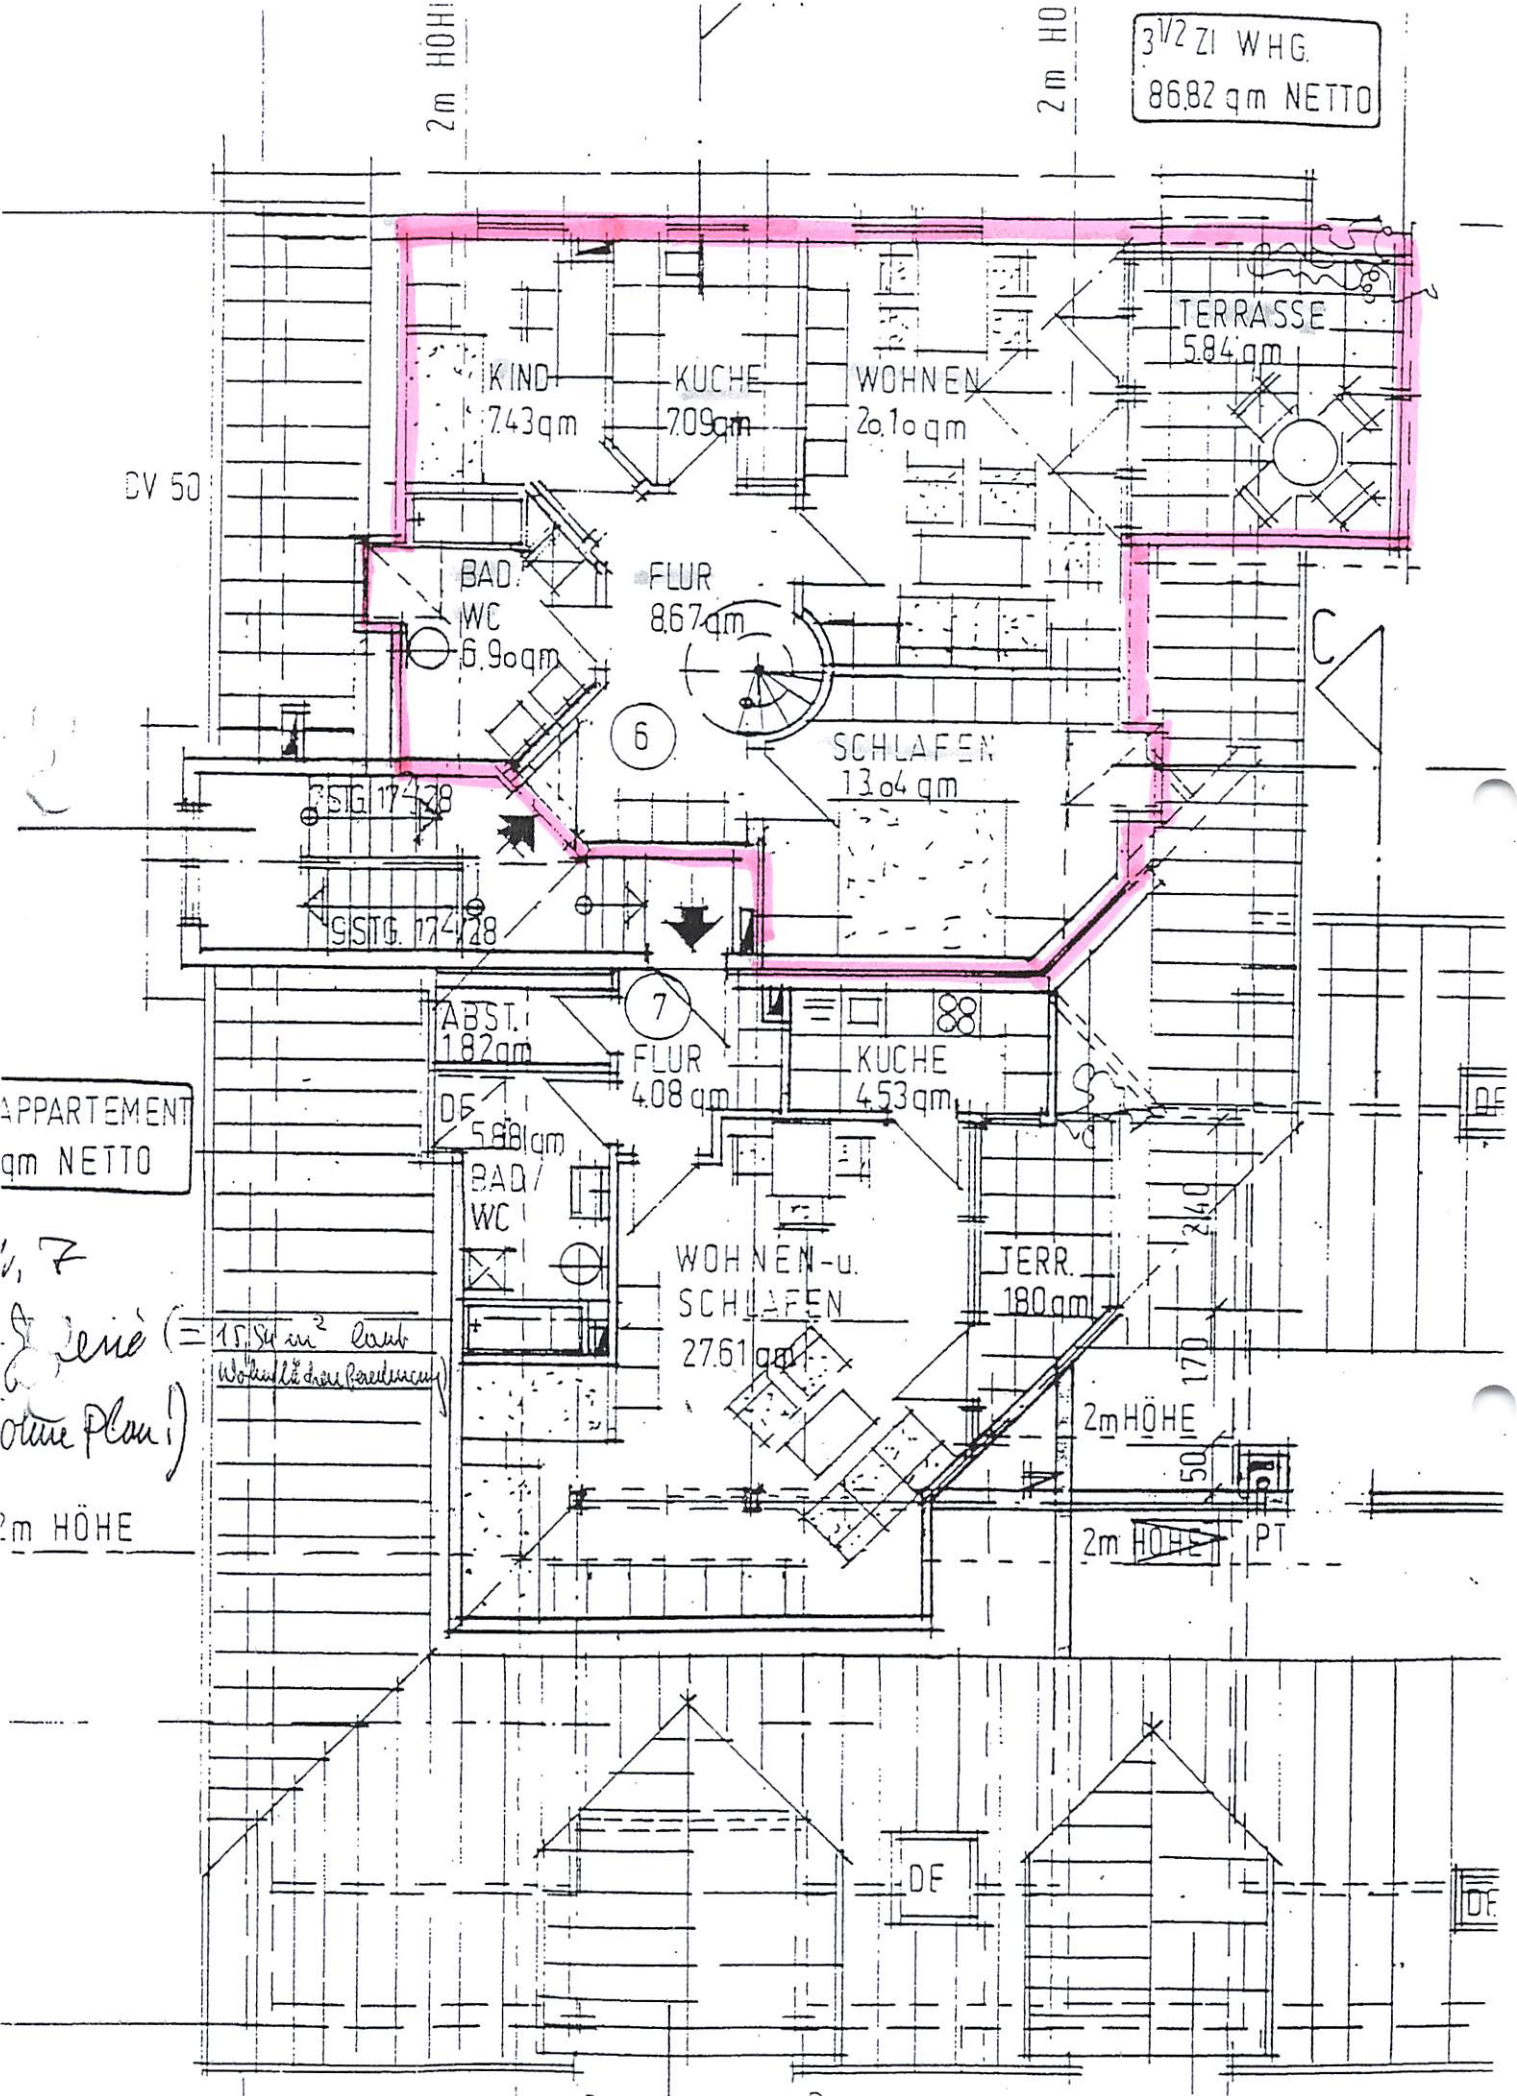 2m HÖH
2m HÖ
3 1/2 ZI WHG.
86,82 qm NETTO
TERRASSE
5.84 qm
KIND
7.43 qm
KÜCHE
7.09 qm
WOHNEN
20,10 qm
DV 50
BAD/
WC
6,90 qm
FLUR
8.67 qm
C
6
SCHLAFEN
13.04 qm
STG. 17.4/28
9 STG. 17.4/28
7
ABST.
1.82 qm
FLUR
4.08 qm
KÜCHE
4.53 qm
DF
APPARTEMENT
qm NETTO
DF
5.88 qm
BAD/
WC
2.40
7
WOHNEN-u.
SCHLAFEN
27.61 qm
TERR.
1.80 qm
(= 15,54 m² laut
Wohnflächenberechnung)
ohne Plan!)
1.70
2m HÖHE
50
2m HÖHE
2m HÖHE
PT
DF
DF